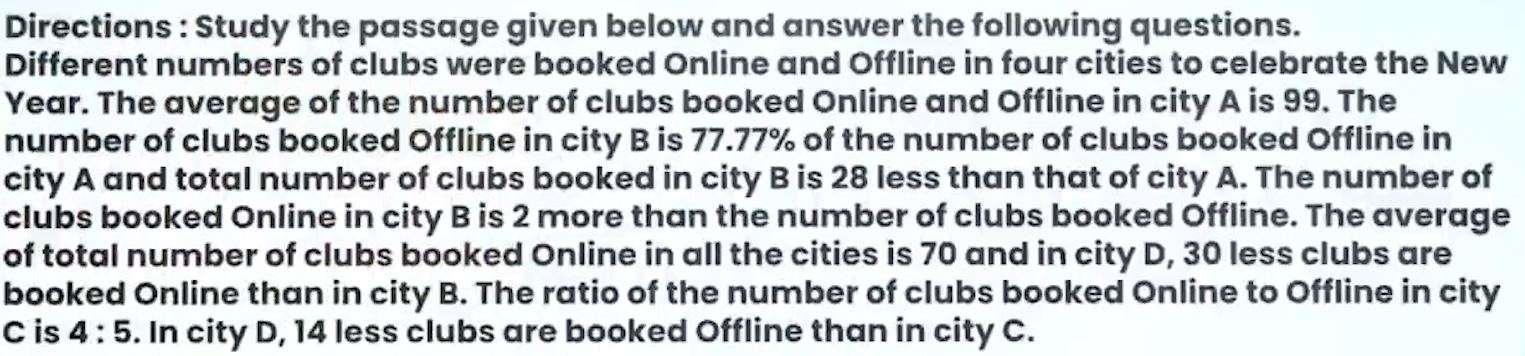 Directions : Study the passage given below and answer the following questions.
Different numbers of clubs were booked Online and Offline in four cities to celebrate the New
Year. The average of the number of clubs booked Online and Offline in city A is 99. The
number of clubs booked Offline in city B is 77.77% of the number of clubs booked Offline in
city A and total number of clubs booked in city B is 28 less than that of city A. The number of
clubs booked Online in city B is 2 more than the number of clubs booked Offline. The average
of total number of clubs booked Online in all the cities is 70 and in city D, 30 less clubs are
booked Online than in city B. The ratio of the number of clubs booked Online to Offline in city
C is 4 : 5. In city D, 14 less clubs are booked Offline than in city C.